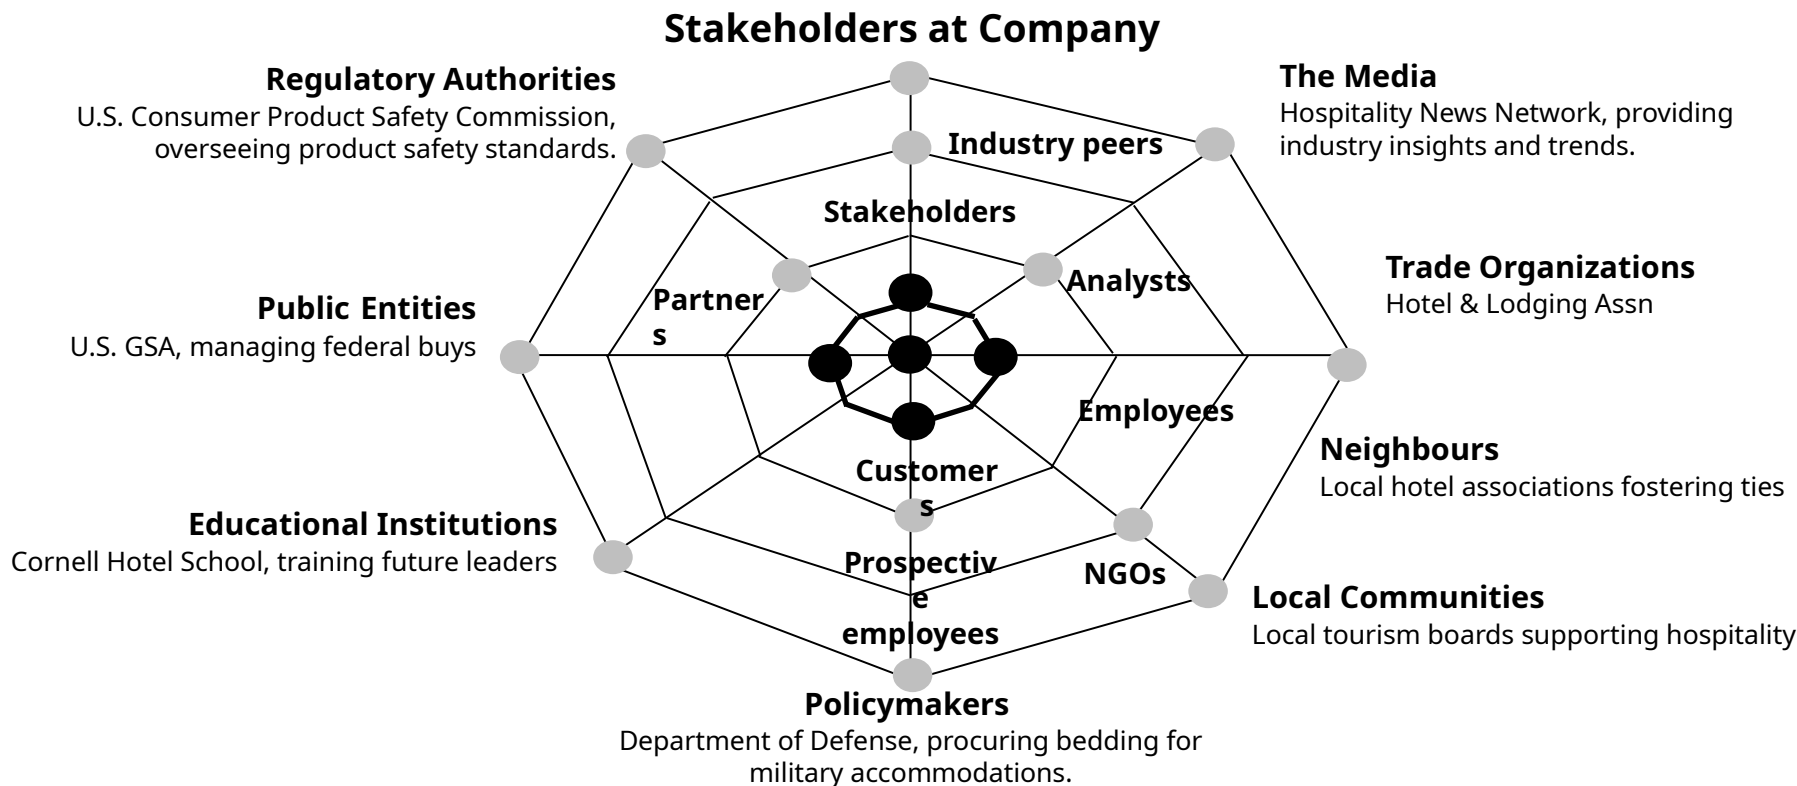 Stakeholders at Company
Regulatory Authorities
U.S. Consumer Product Safety Commission,
overseeing product safety standards.
The Media
Hospitality News Network, providing
industry insights and trends.
Industry peers
Stakeholders
Analysts
Partner
s
Trade Organizations
Hotel & Lodging Assn
Public Entities
U.S. GSA, managing federal buys
Employees
Neighbours
Local hotel associations fostering ties
Customer
s
Educational Institutions
Cornell Hotel School, training future leaders
Prospectiv
e
employees
NGOs
Local Communities
Local tourism boards supporting hospitality
Policymakers
Department of Defense, procuring bedding for
military accommodations.